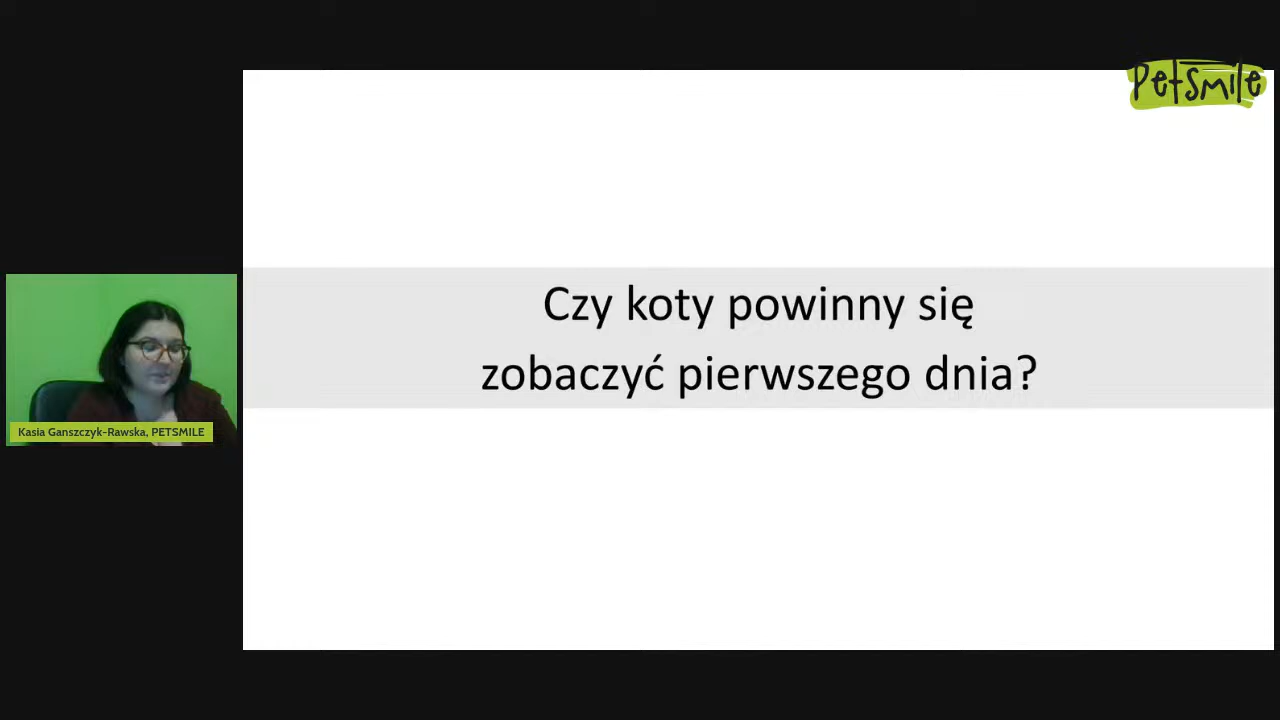 PetSmile
Czy koty powinny się
zobaczyć pierwszego dnia?
Kasia Ganszczyk-Rawska, PETSMILE